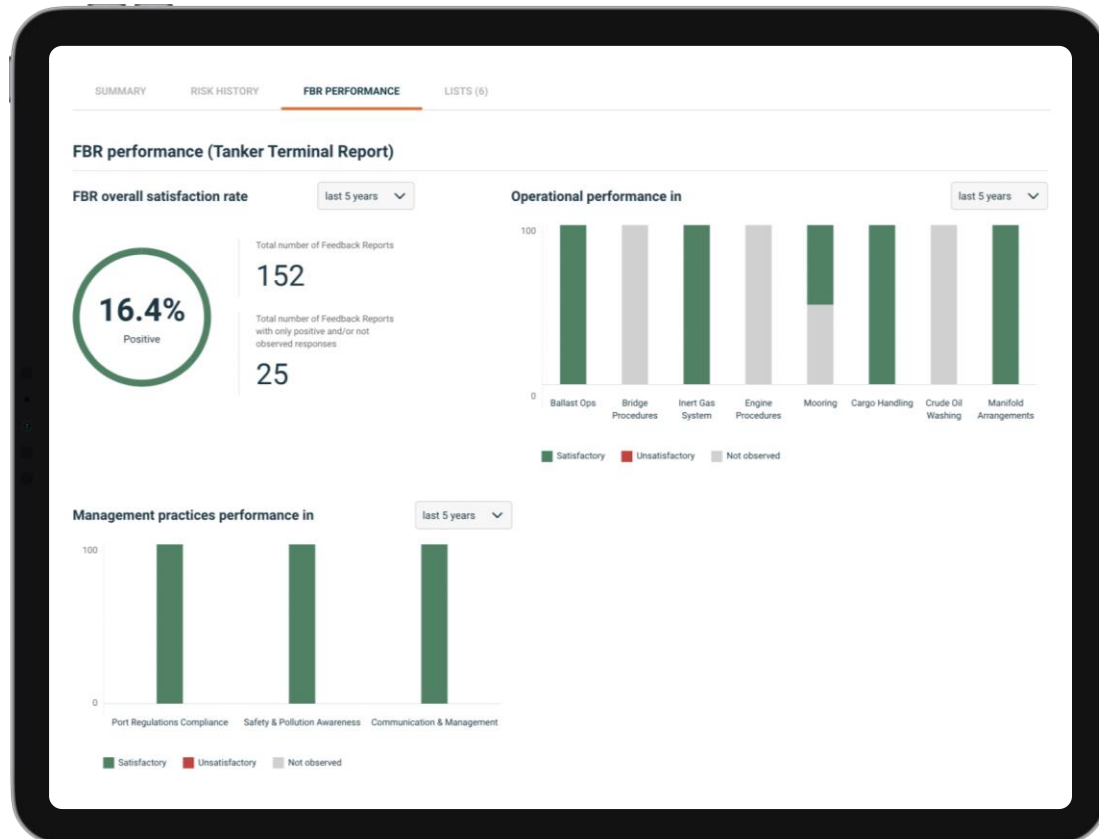 SUMMARY
RISK HISTORY
FBR PERFORMANCE
LISTS (6)
FBR performance (Tanker Terminal Report)
FBR overall satisfaction rate
last 5 years
16.4%
Positive
Total number of Feedback Reports
152
Total number of Feedback Reports
with only positive and/or not
observed responses
25
Operational performance in
last 5 years
100
0
Ballast Ops
Bridge
Procedures
Inert Gas
System
Engine
Procedures
Mooring
Cargo Handling
Crude Oil
Washing
Manifold
Arrangements
Satisfactory
Unsatisfactory
Not observed
Management practices performance in
last 5 years
100
0
Port Regulations Compliance
Safety & Pollution Awareness
Communication & Management
Satisfactory
Unsatisfactory
Not observed